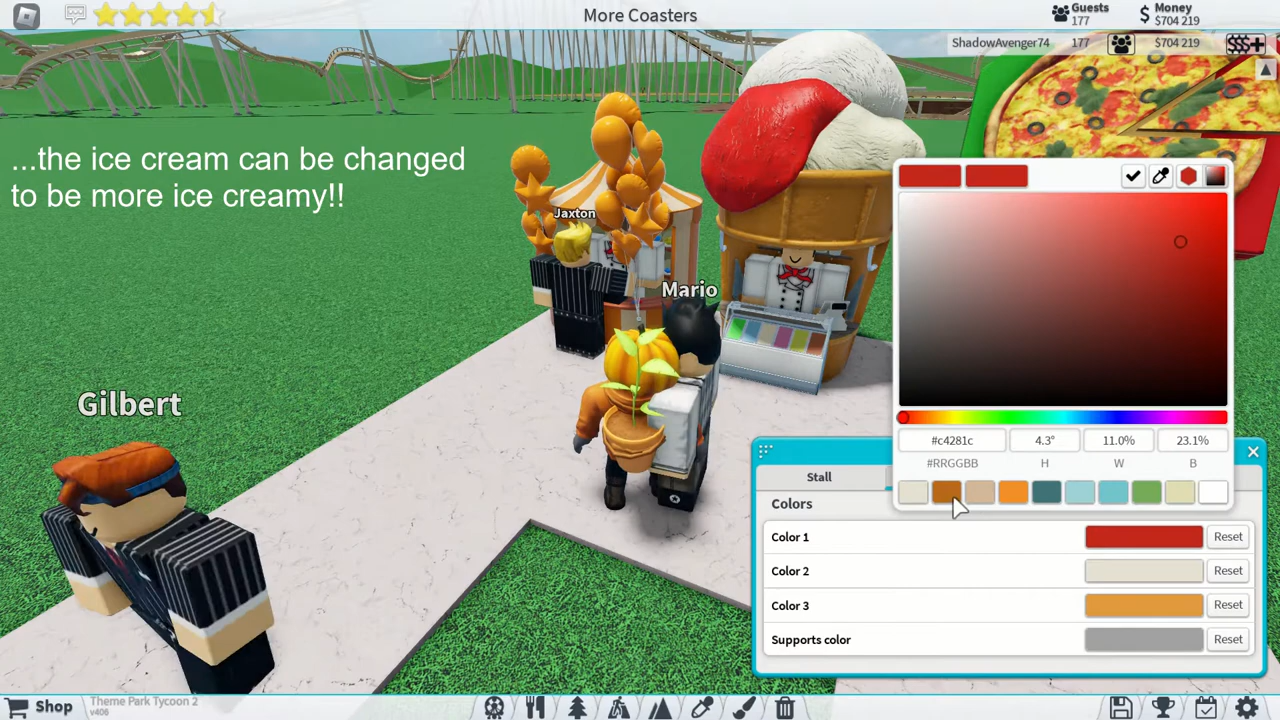 More Coasters
Guests
177
Money
$704 219
ShadowAvenger74 177 $704 219
...the ice cream can be changed
to be more ice creamy!!
Jaxton
Mario
Gilbert
#c4281c 4.3° 11.0% 23.1%
#RRGGBB H W B
Stall
Colors
Color 1 Reset
Color 2 Reset
Color 3 Reset
Supports color Reset
Shop
Theme Park Tycoon 2
v406